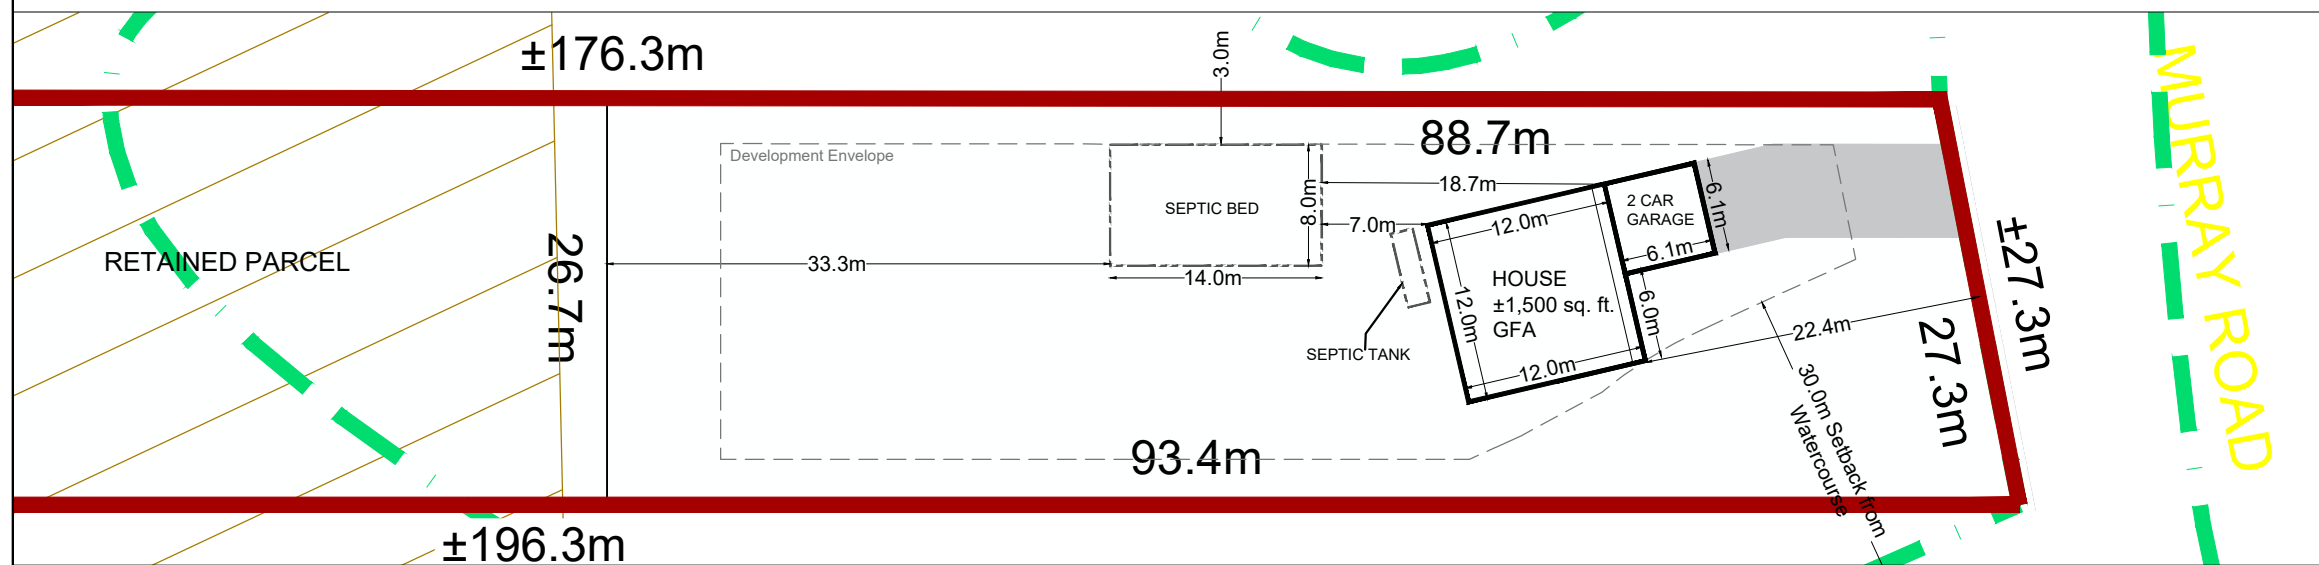 ±176.3m
3.0m
MURRAY ROAD
88.7m
Development Envelope
18.7m
8.0m
SEPTIC BED
2 CAR
GARAGE
6.1m
7.0m
12.0m
6.1m
RETAINED PARCEL
26.7m
33.3m
14.0m
HOUSE
±1,500 sq. ft.
GFA
12.0m
6.0m
±27.3m
22.4m
27.3m
SEPTIC TANK
12.0m
30.0m Setback from
Watercourse
93.4m
±196.3m